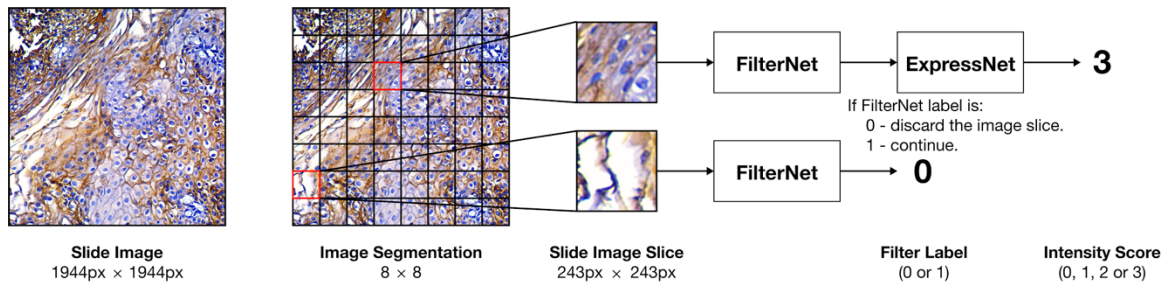 FilterNet
ExpressNet
3
If FilterNet label is:
0 - discard the image slice.
1 - continue.
FilterNet
0
Slide Image
1944px × 1944px
Image Segmentation
8 × 8
Slide Image Slice
243px × 243px
Filter Label
(0 or 1)
Intensity Score
(0, 1, 2 or 3)